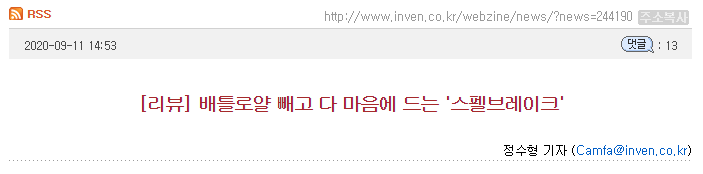 RSS http://www.inven.co.kr/webzine/news/?news=244190 주소복사
2020-09-11 14:53 댓글 : 13
[리뷰] 배틀로얄 빼고 다 마음에 드는 '스펠브레이크'
정수형 기자 (Camfa@inven.co.kr)